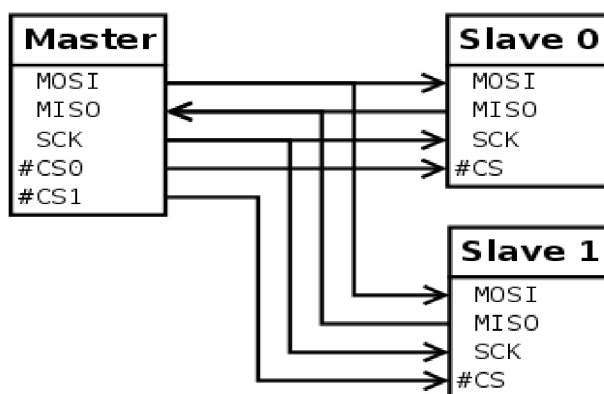 Master
MOSI
MISO
SCK
#CS0
#CS1
Slave 0
MOSI
MISO
SCK
#CS
Slave 1
MOSI
MISO
SCK
#CS